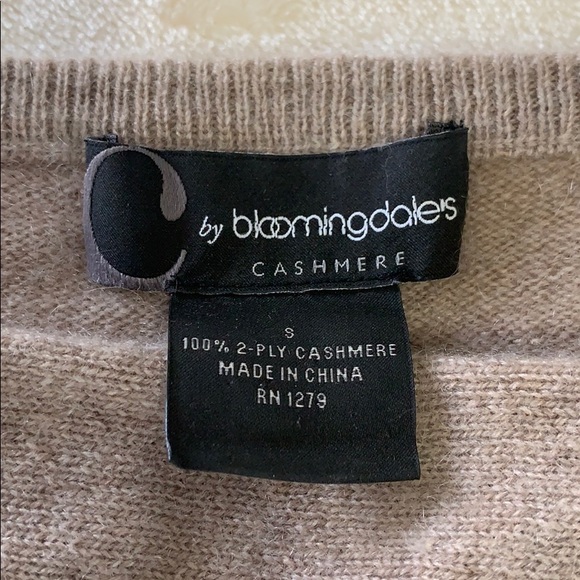 C by bloomingdale's
CASHMERE
S
100% 2-PLY CASHMERE
MADE IN CHINA
RN 1279